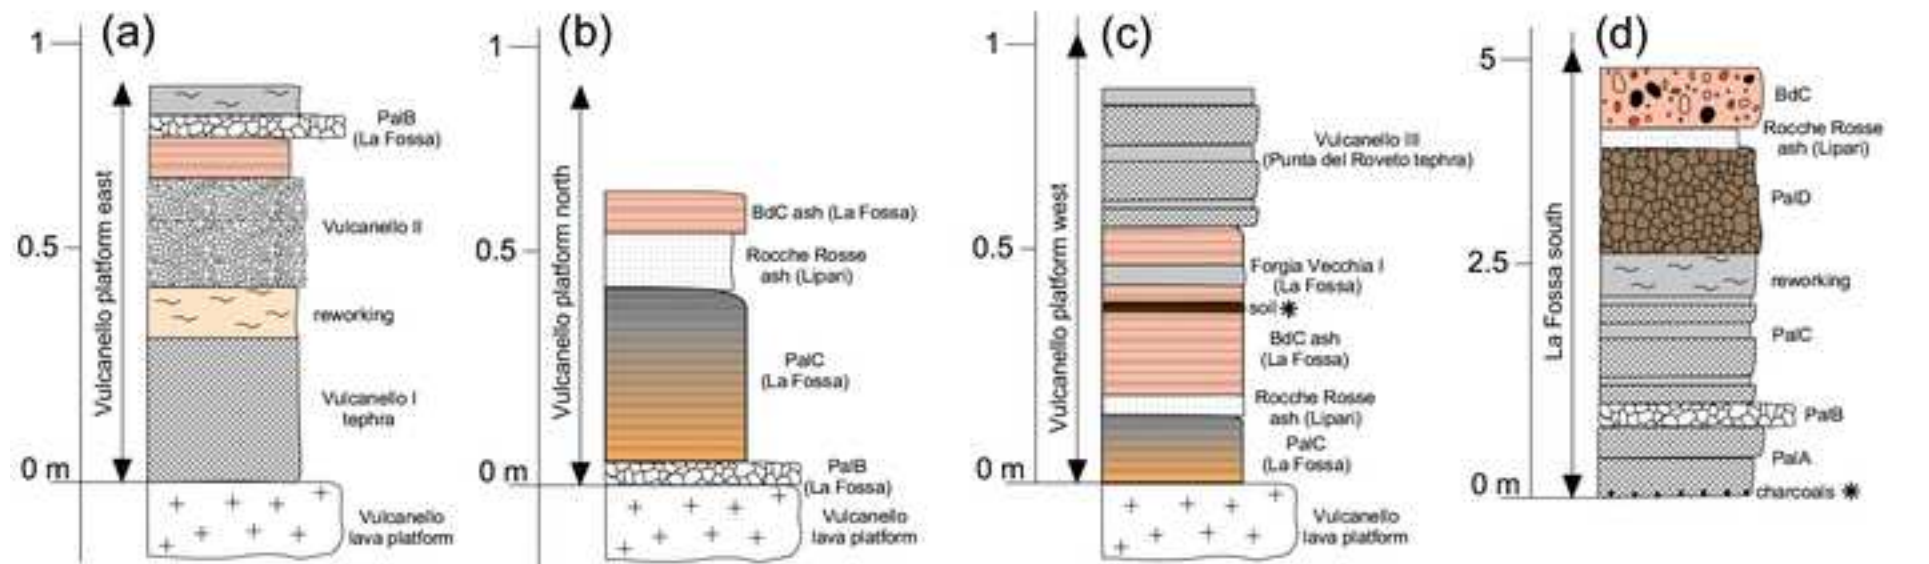 (a)
1
0.5
0 m
Vulcanello platform east
PalB
(La Fossa)
Vulcanello II
reworking
Vulcanello I
tephra
Vulcanello
lava platform
(b)
1
0.5
0 m
Vulcanello platform north
BdC ash (La Fossa)
Rocche Rosse
ash (Lipari)
PalC
(La Fossa)
PalB
(La Fossa)
Vulcanello
lava platform
(c)
1
0.5
0 m
Vulcanello platform west
Vulcanello III
(Punta del Roveto tephra)
Forgia Vecchia I
(La Fossa)
soil✷
BdC ash
(La Fossa)
Rocche Rosse
ash (Lipari)
PalC
(La Fossa)
Vulcanello
lava platform
(d)
5
2.5
0 m
La Fossa south
BdC
Rocche Rosse
ash (Lipari)
PalD
reworking
PalC
PalB
PalA
charcoals ✷